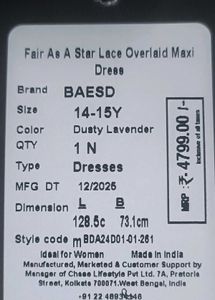 Fair As A Star Lace Overlaid Maxi
Dress
Brand BAESD
Size 14-15Y
Color Dusty Lavender
QTY 1 N
Type Dresses
MFG DT 12/2025
Dimension L B
128.5c 73.1cm
Style code mBDA24D01-01-261
MRP : ₹ 4799.00 /-
Inclusive of all taxes
Ideal for Women Made in India
Manufactured, Marketed & Customer Support by
Manager of Chase Lifestyle Pvt Ltd. 7A, Pretoria
Street, Kolkata 700071.West Bengal, India
+91 22